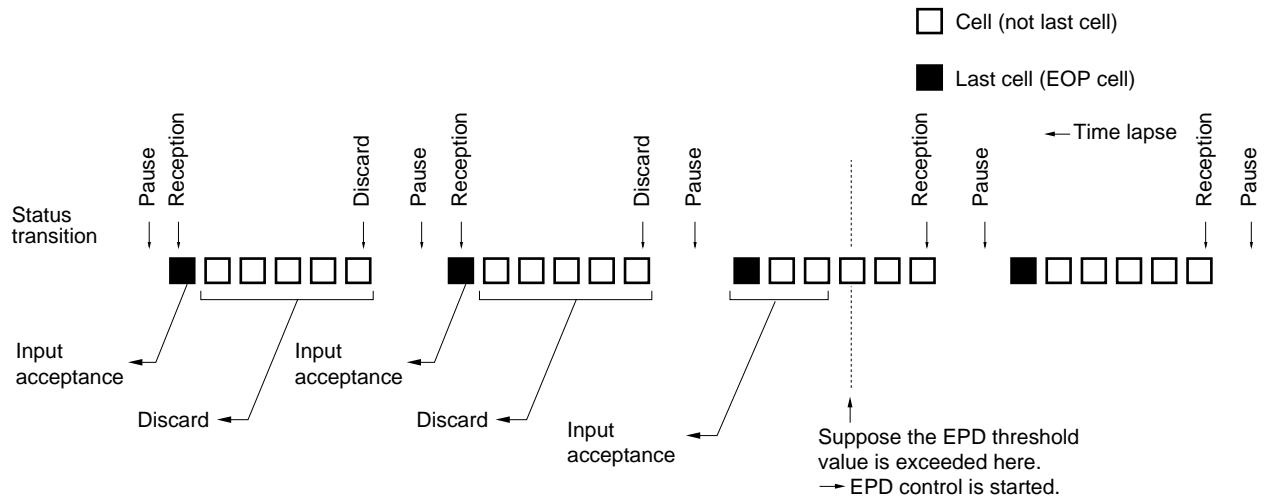 Cell (not last cell)
Last cell (EOP cell)
← Time lapse
Pause
Reception
Discard
Pause
Reception
Discard
Pause
Reception
Pause
Reception
Pause
Status
transition
Input
acceptance
Discard
Input
acceptance
Discard
Input
acceptance
Suppose the EPD threshold
value is exceeded here.
→ EPD control is started.